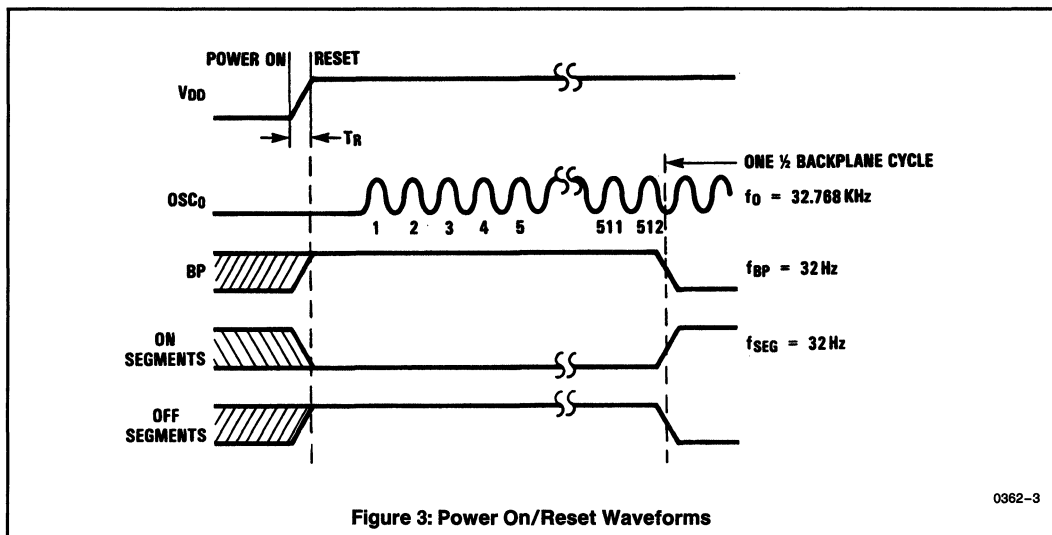 POWER ON RESET
VDD
TR
ONE ½ BACKPLANE CYCLE
OSCO
fO = 32.768 KHz
1 2 3 4 5 511 512
BP
fBP = 32 Hz
ON
SEGMENTS
fSEG = 32 Hz
OFF
SEGMENTS
0362-3
Figure 3: Power On/Reset Waveforms